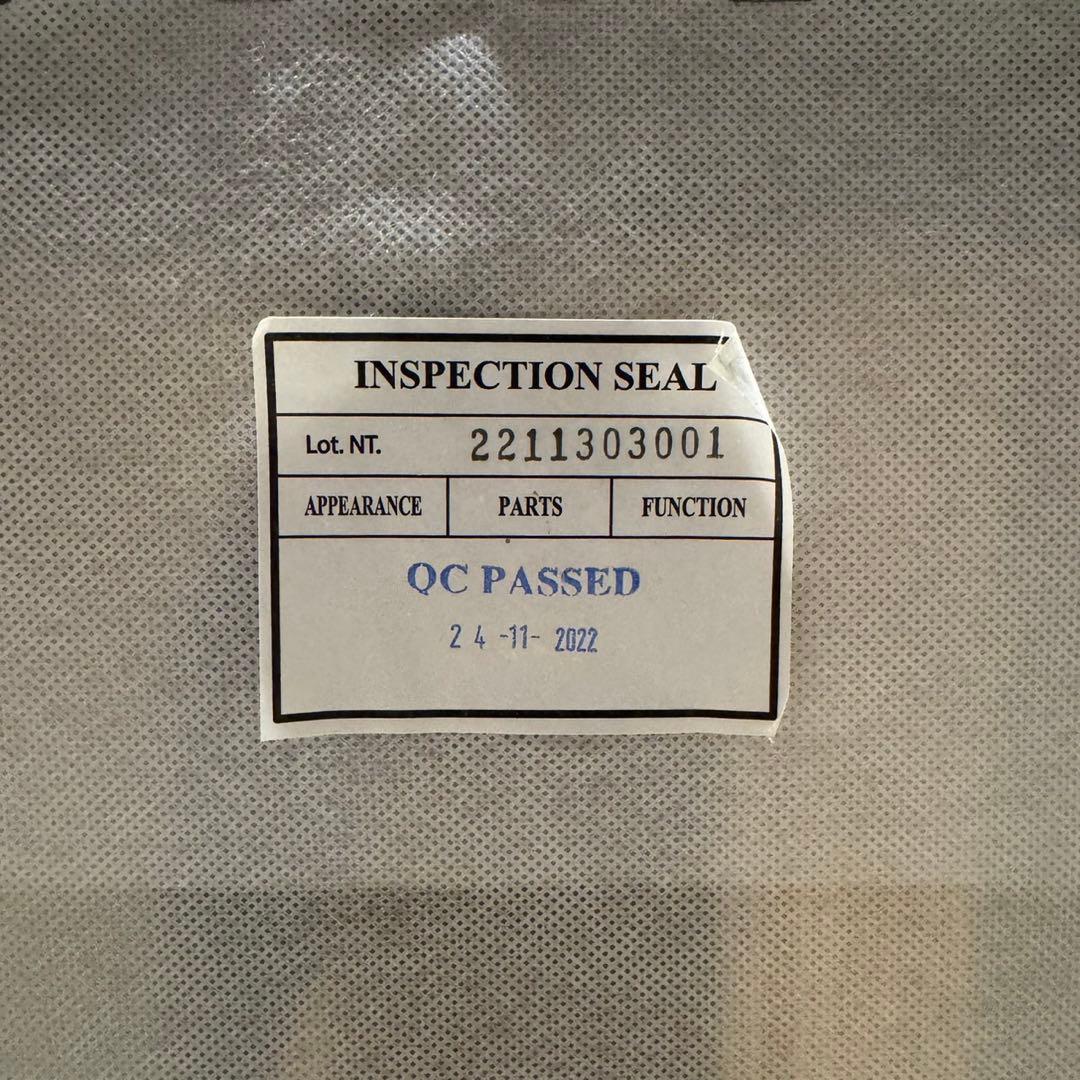 INSPECTION SEAL
Lot. NT. 2211303001
APPEARANCE PARTS FUNCTION
QC PASSED
24-11-2022